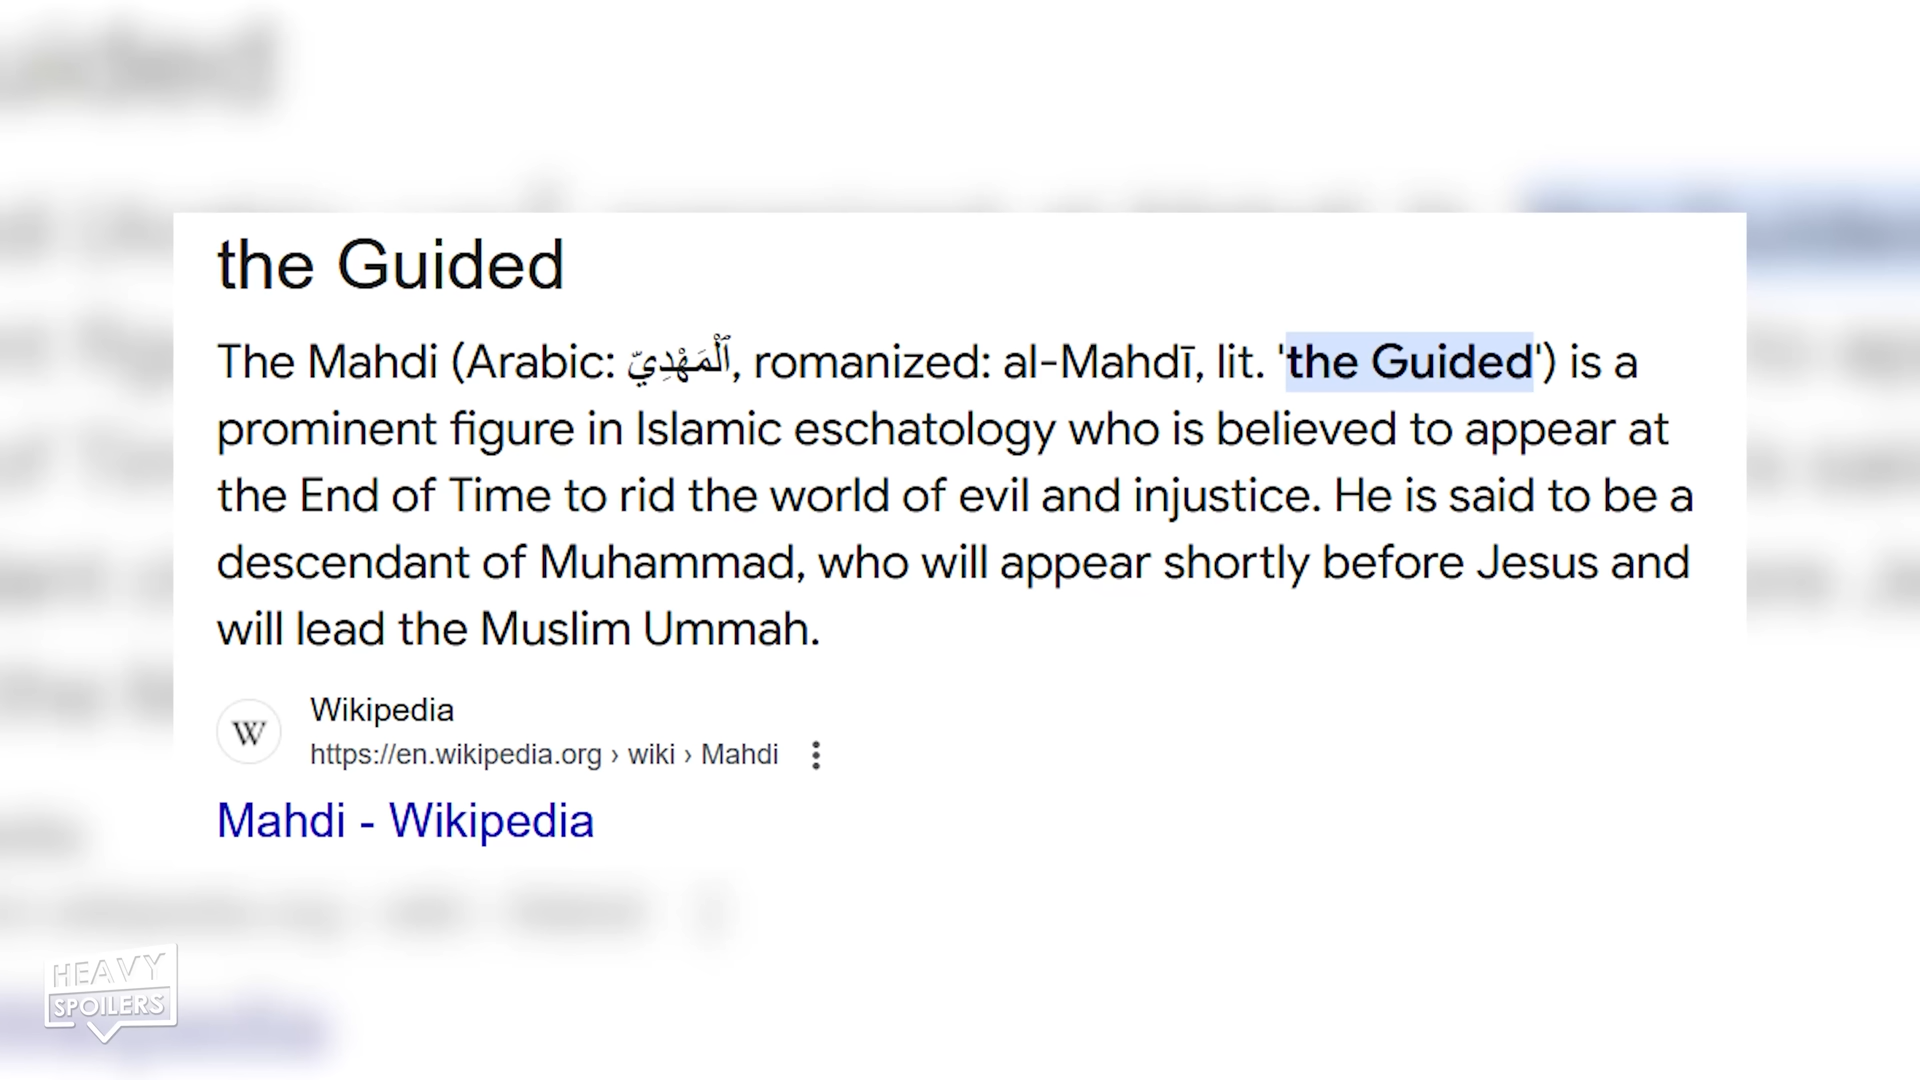 the Guided
The Mahdi (Arabic: ٱلْمَهْدِيّ, romanized: al-Mahdī, lit. 'the Guided') is a
prominent figure in Islamic eschatology who is believed to appear at
the End of Time to rid the world of evil and injustice. He is said to be a
descendant of Muhammad, who will appear shortly before Jesus and
will lead the Muslim Ummah.
W
Wikipedia
https://en.wikipedia.org › wiki › Mahdi
Mahdi - Wikipedia
HEAVY
SPOILERS